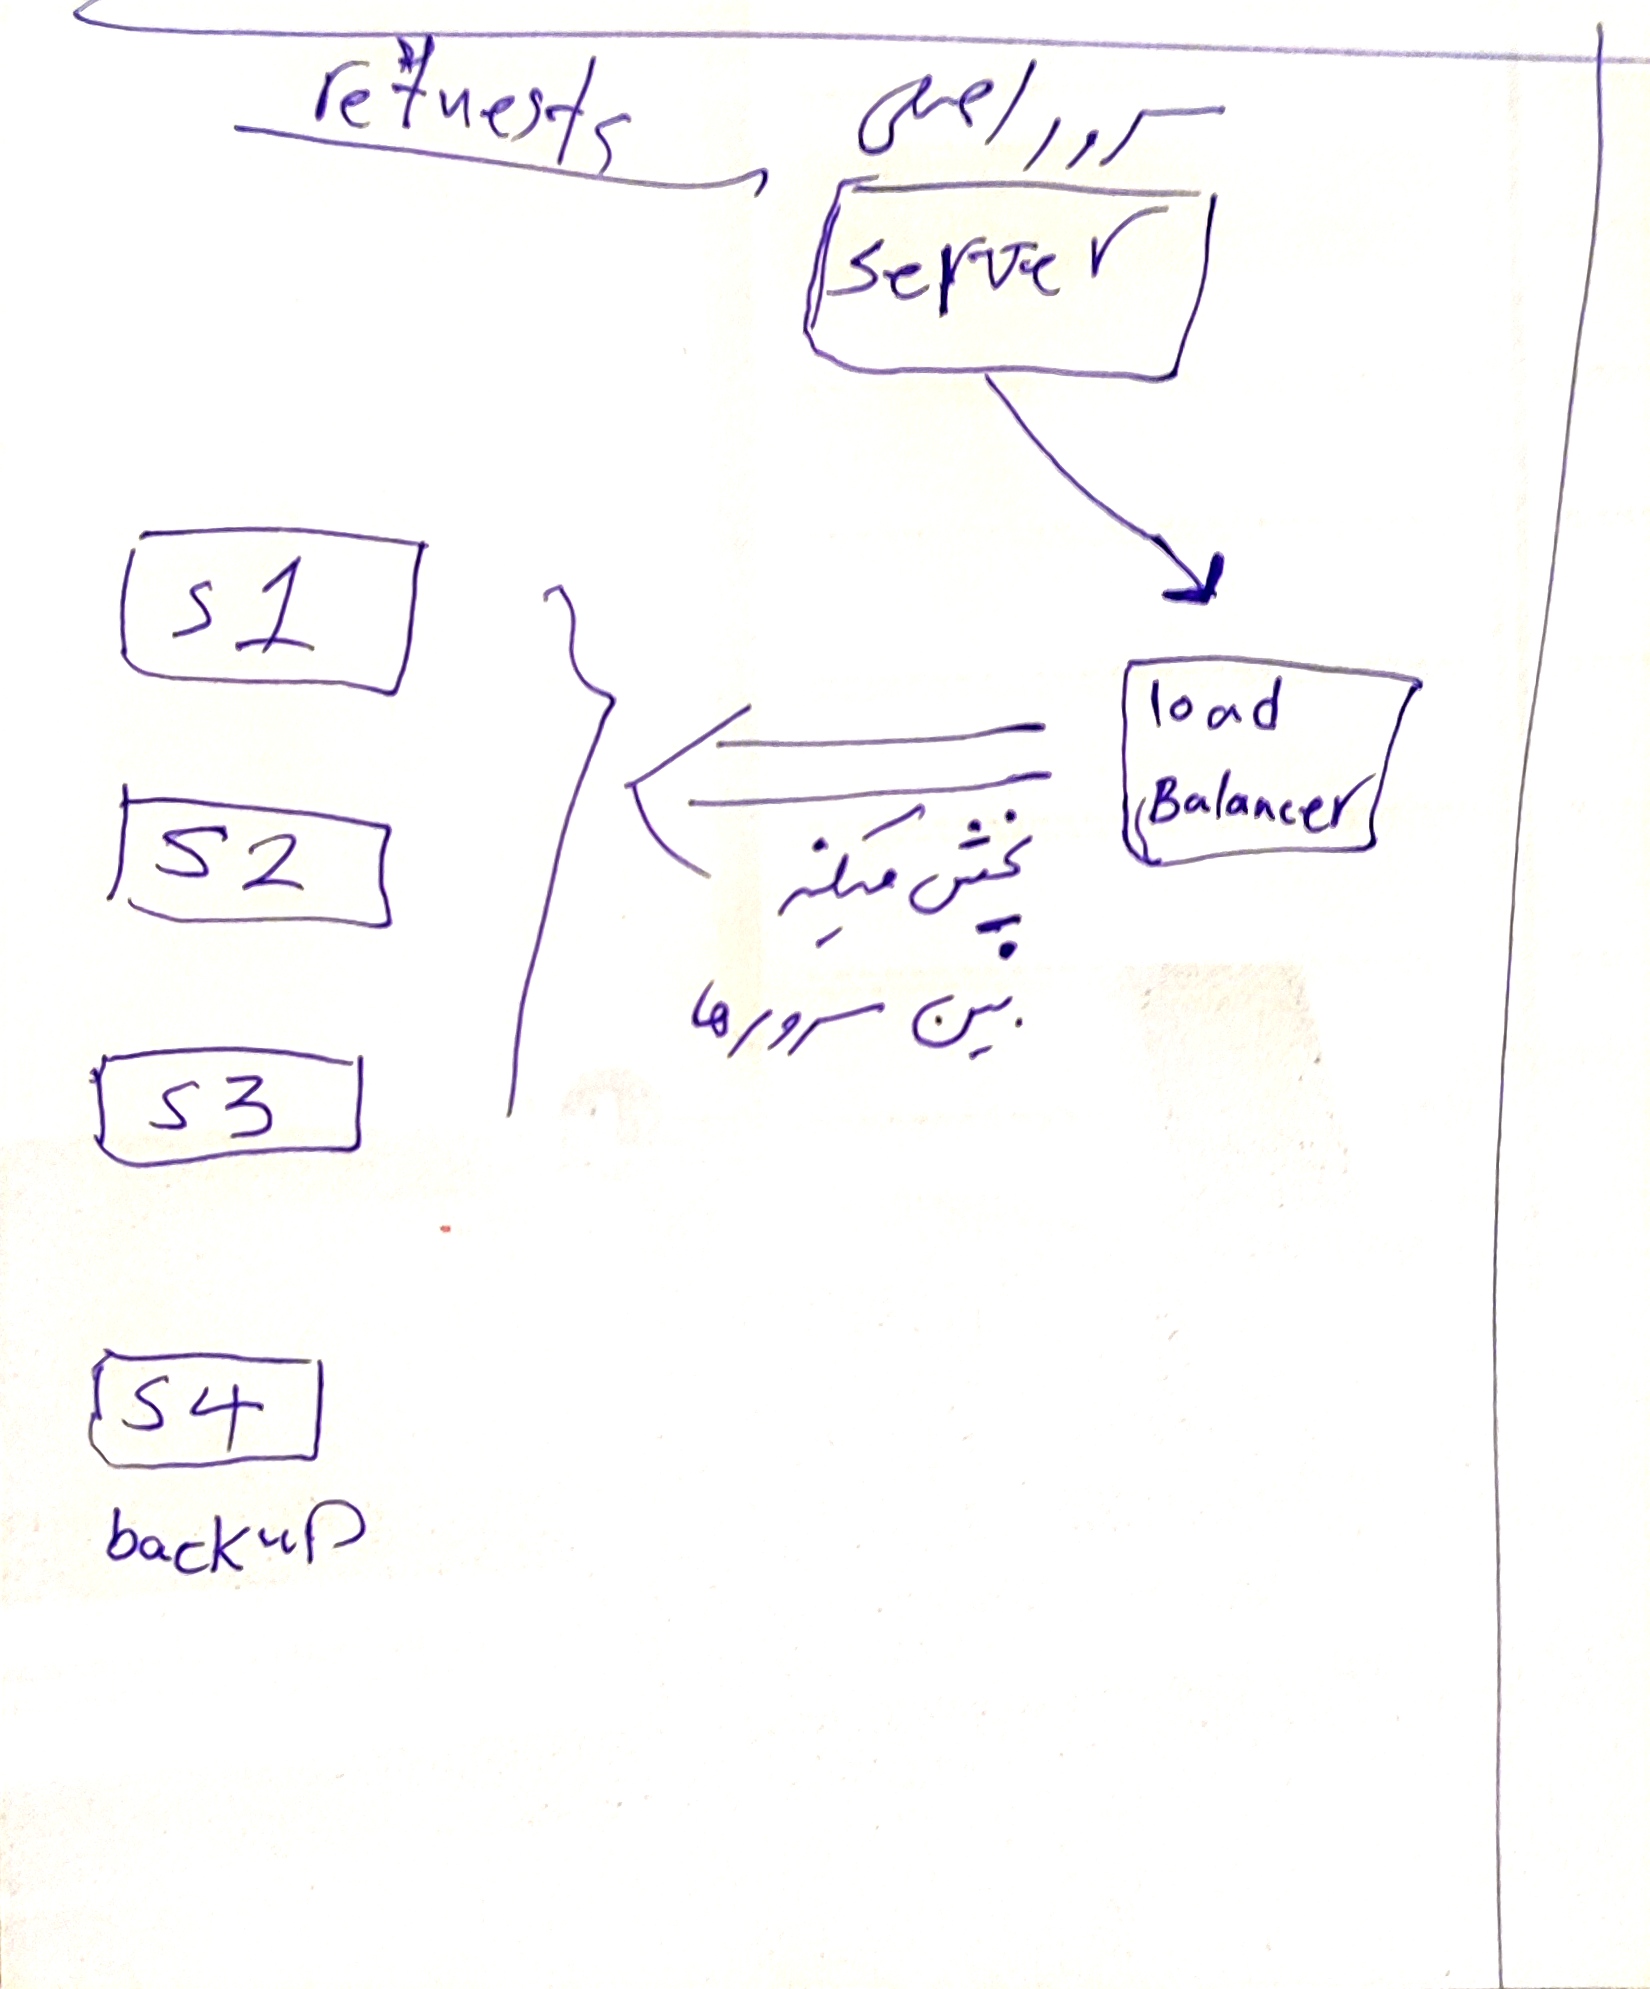 requests
سرور اصلی
server
load
Balancer
پخش میکنه
بین سرورها
s1
S2
S3
S4
backup